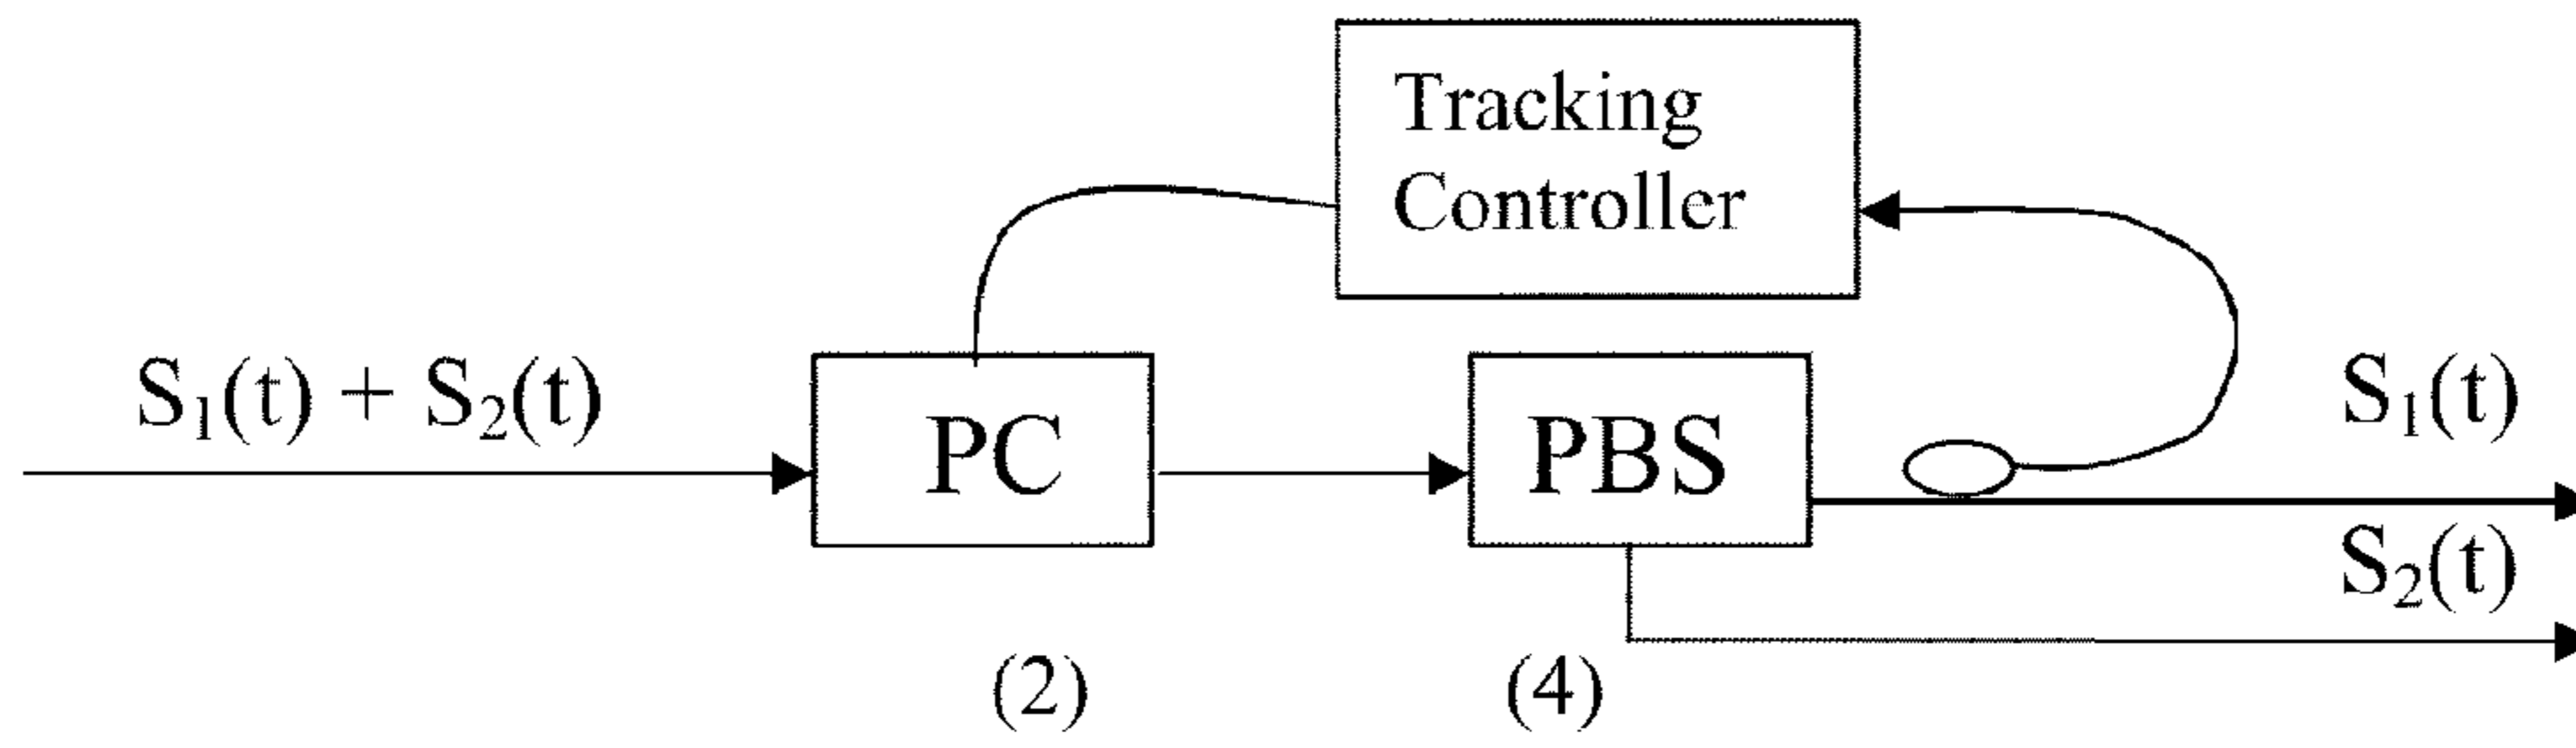 Tracking
Controller
S₁(t) + S₂(t)
PC
PBS
S₁(t)
S₂(t)
(2)
(4)